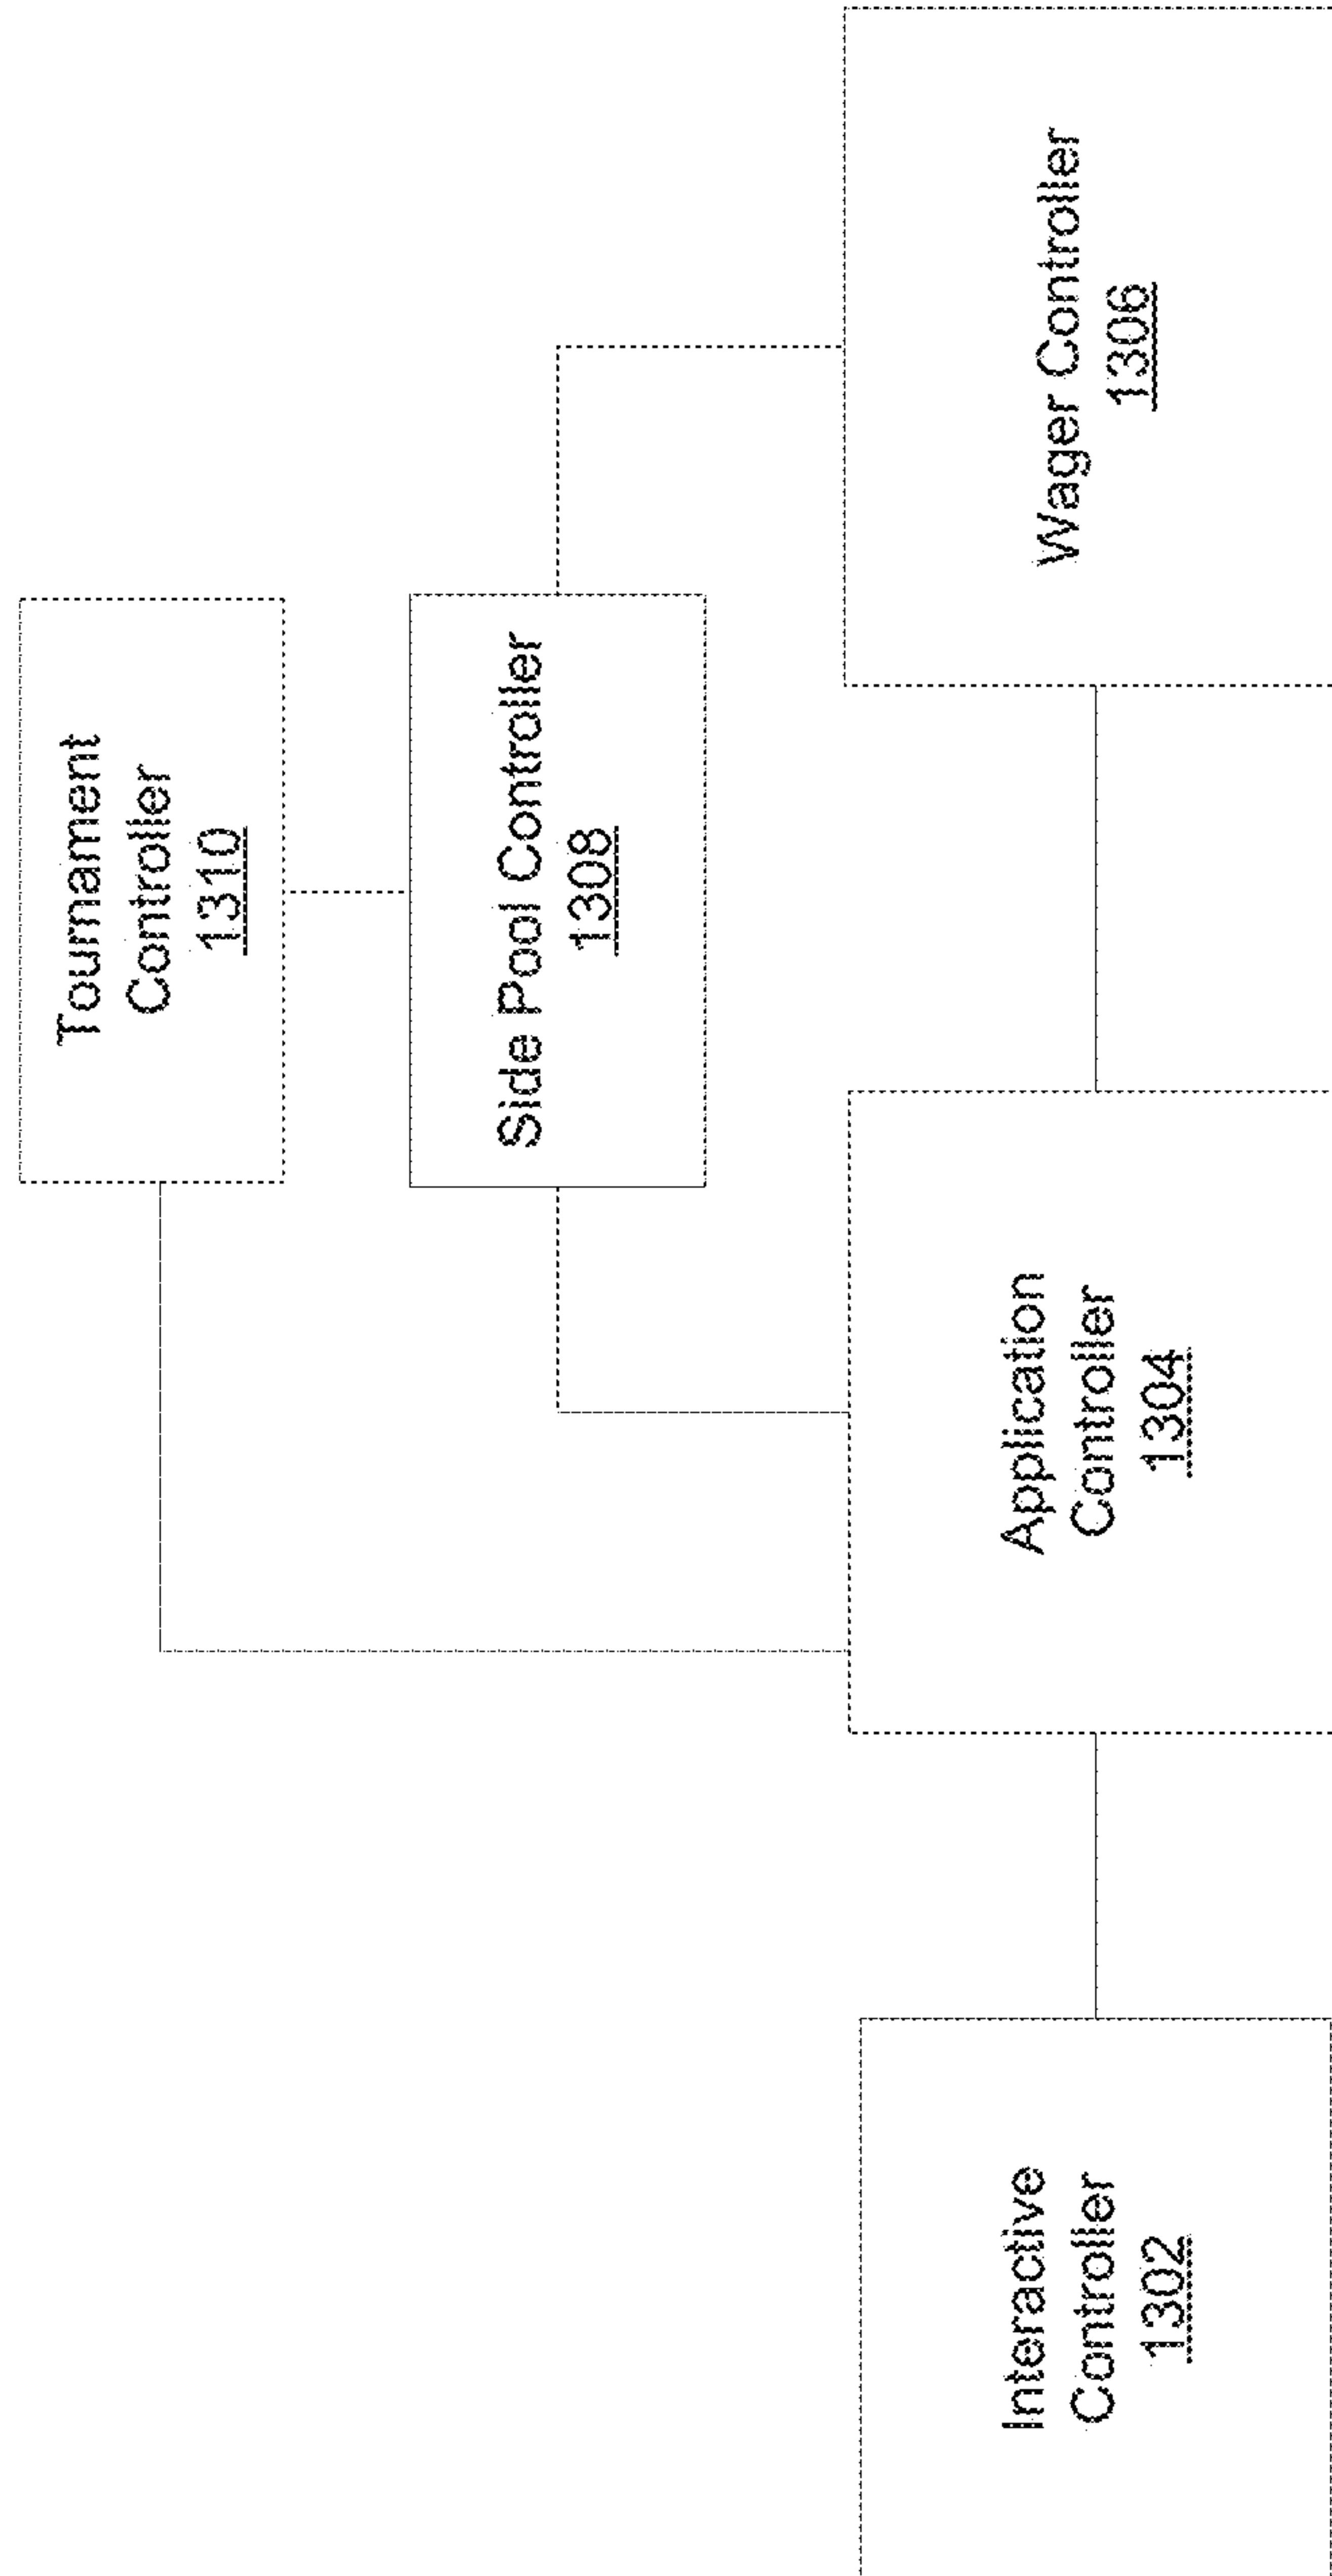 Tournament
Controller
1310
Side Pool Controller
1308
Interactive
Controller
1302
Application
Controller
1304
Wager Controller
1306